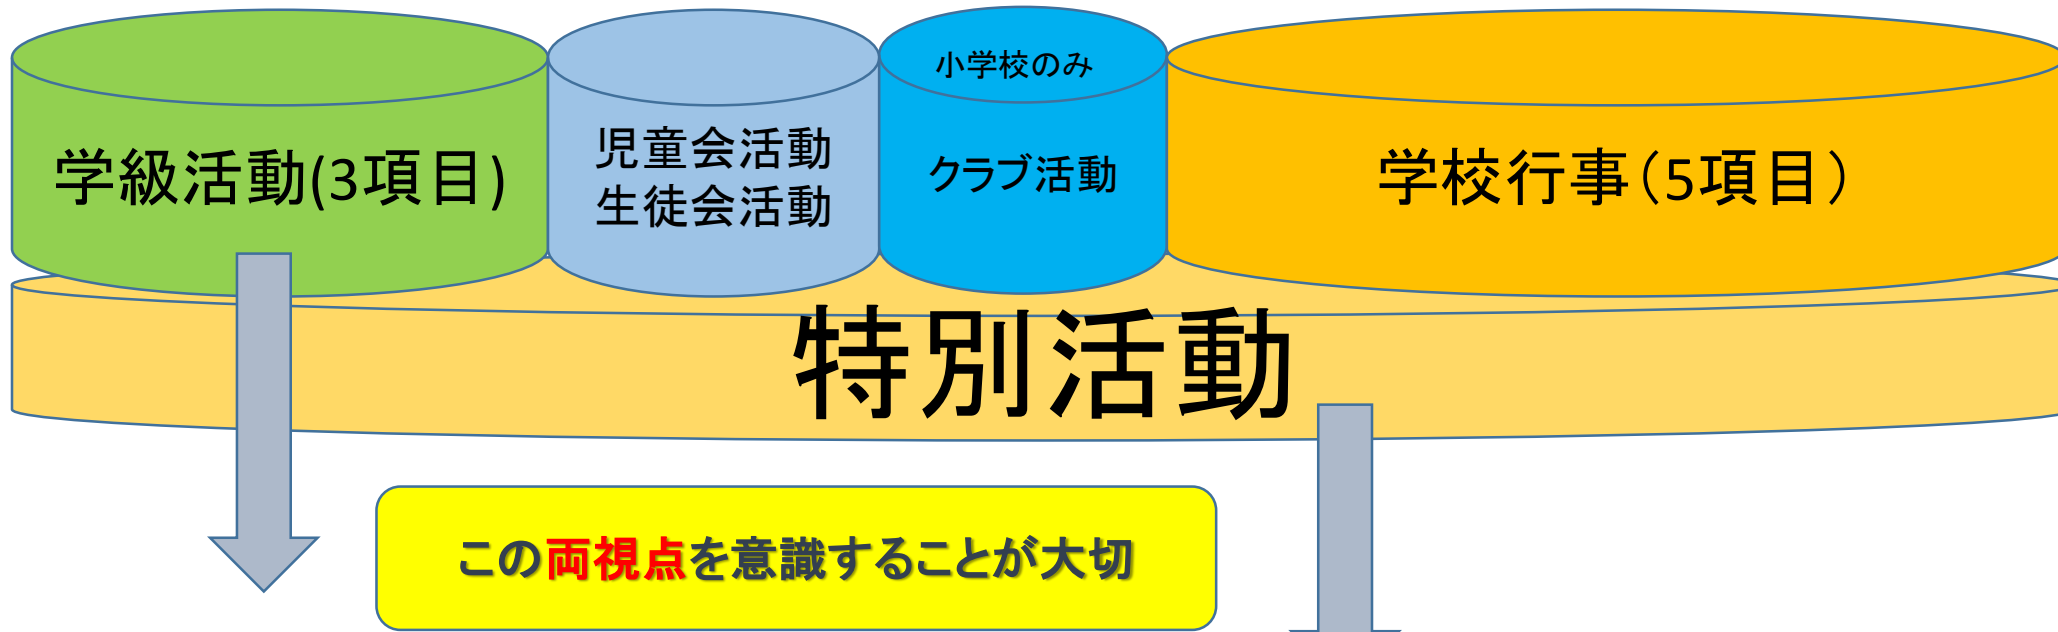 小学校のみ
学級活動(3項目)
児童会活動
生徒会活動
クラブ活動
学校行事（5項目）
特別活動
この両視点を意識することが大切